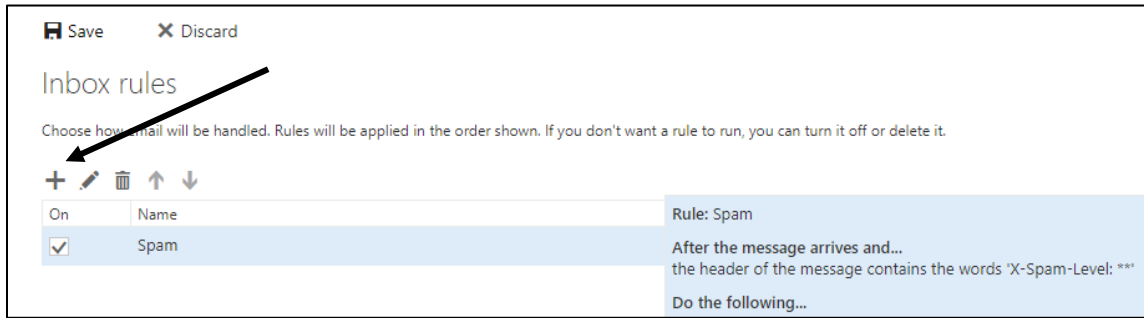 Save Discard
Inbox rules
Choose how email will be handled. Rules will be applied in the order shown. If you don't want a rule to run, you can turn it off or delete it.
On Name
Spam
Rule: Spam
After the message arrives and...
the header of the message contains the words 'X-Spam-Level: **'
Do the following...